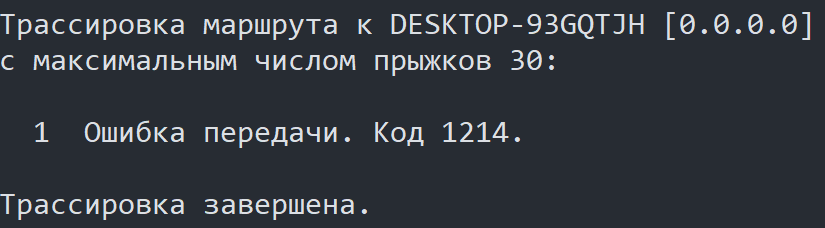 Трассировка маршрута к DESKTOP-93GQTJH [0.0.0.0]
с максимальным числом прыжков 30:
1 Ошибка передачи. Код 1214.
Трассировка завершена.